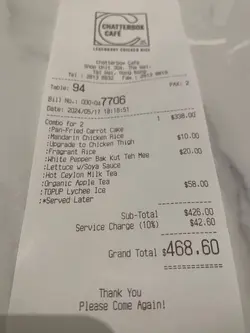 CHATTERBOX
CAFÉ
LEGENDARY CHICKEN RICE
Chatterbox Café
Tai Wai, Hong Kong
Table: 94
PAX: 2
Bill No.: 7706
Date: 2024/05/17 18:18:51
Combo for 2 1 $338.00
:Pan-Fried Carrot Cake
:Mandarin Chicken Rice
:Upgrade to Chicken Thigh $10.00
:Fragrant Rice
:White Pepper Bak Kut Teh Mee $20.00
:Lettuce w/Soya Sauce
:Hot Ceylon Milk Tea
:Organic Apple Tea
:TOPUP Lychee Ice $58.00
:*Served Later
Sub-Total $426.00
Service Charge (10%) $42.60
Grand Total $468.60
Thank You
Please Come Again!